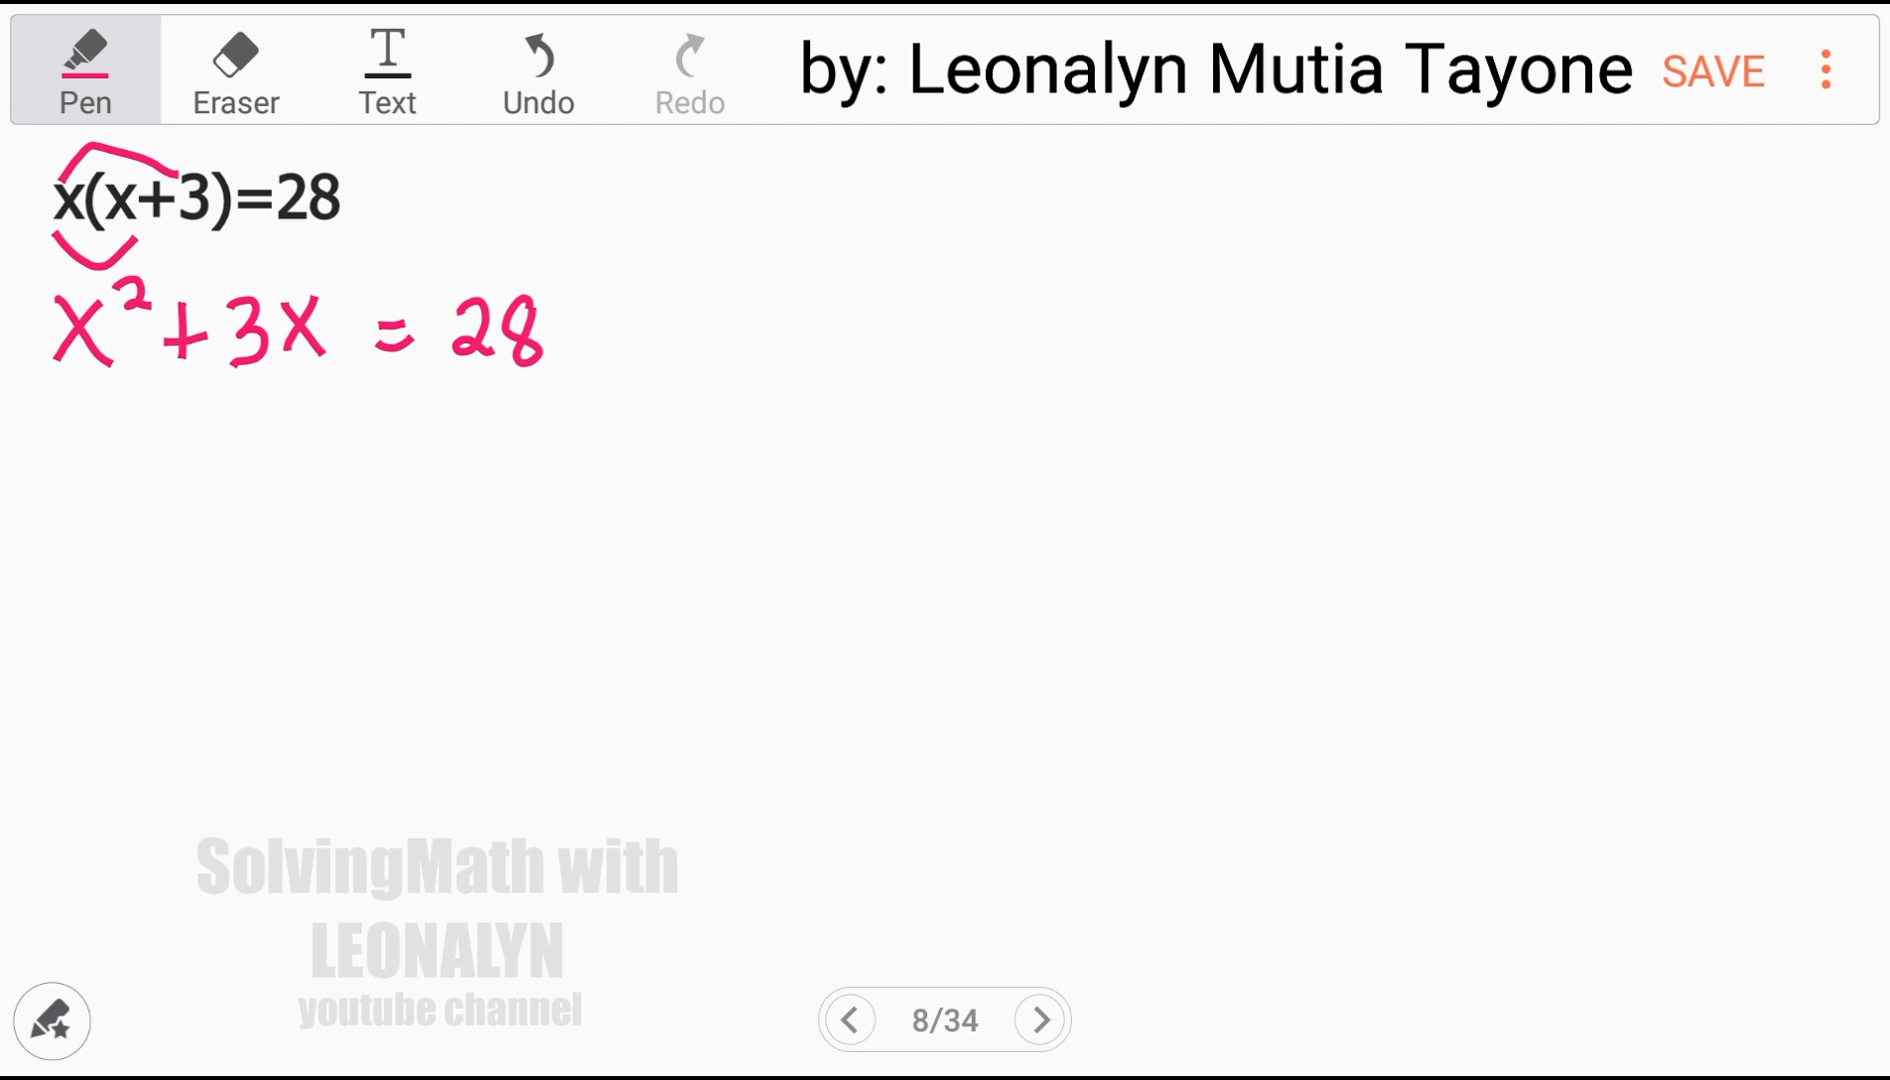 Pen Eraser Text Undo Redo by: Leonalyn Mutia Tayone SAVE
x(x+3)=28
x²+3x = 28
SolvingMath with
LEONALYN
youtube channel
8/34